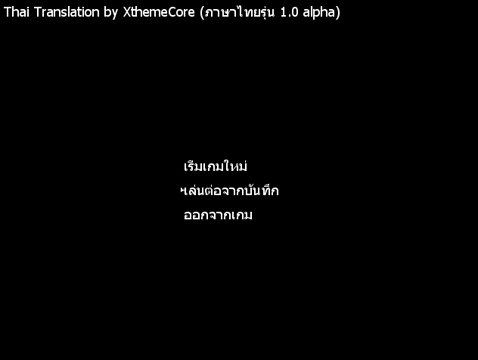 Thai Translation by XthemeCore (ภาษาไทยรุ่น 1.0 alpha)
เริ่มเกมใหม่
เล่นต่อจากบันทึก
ออกจากเกม